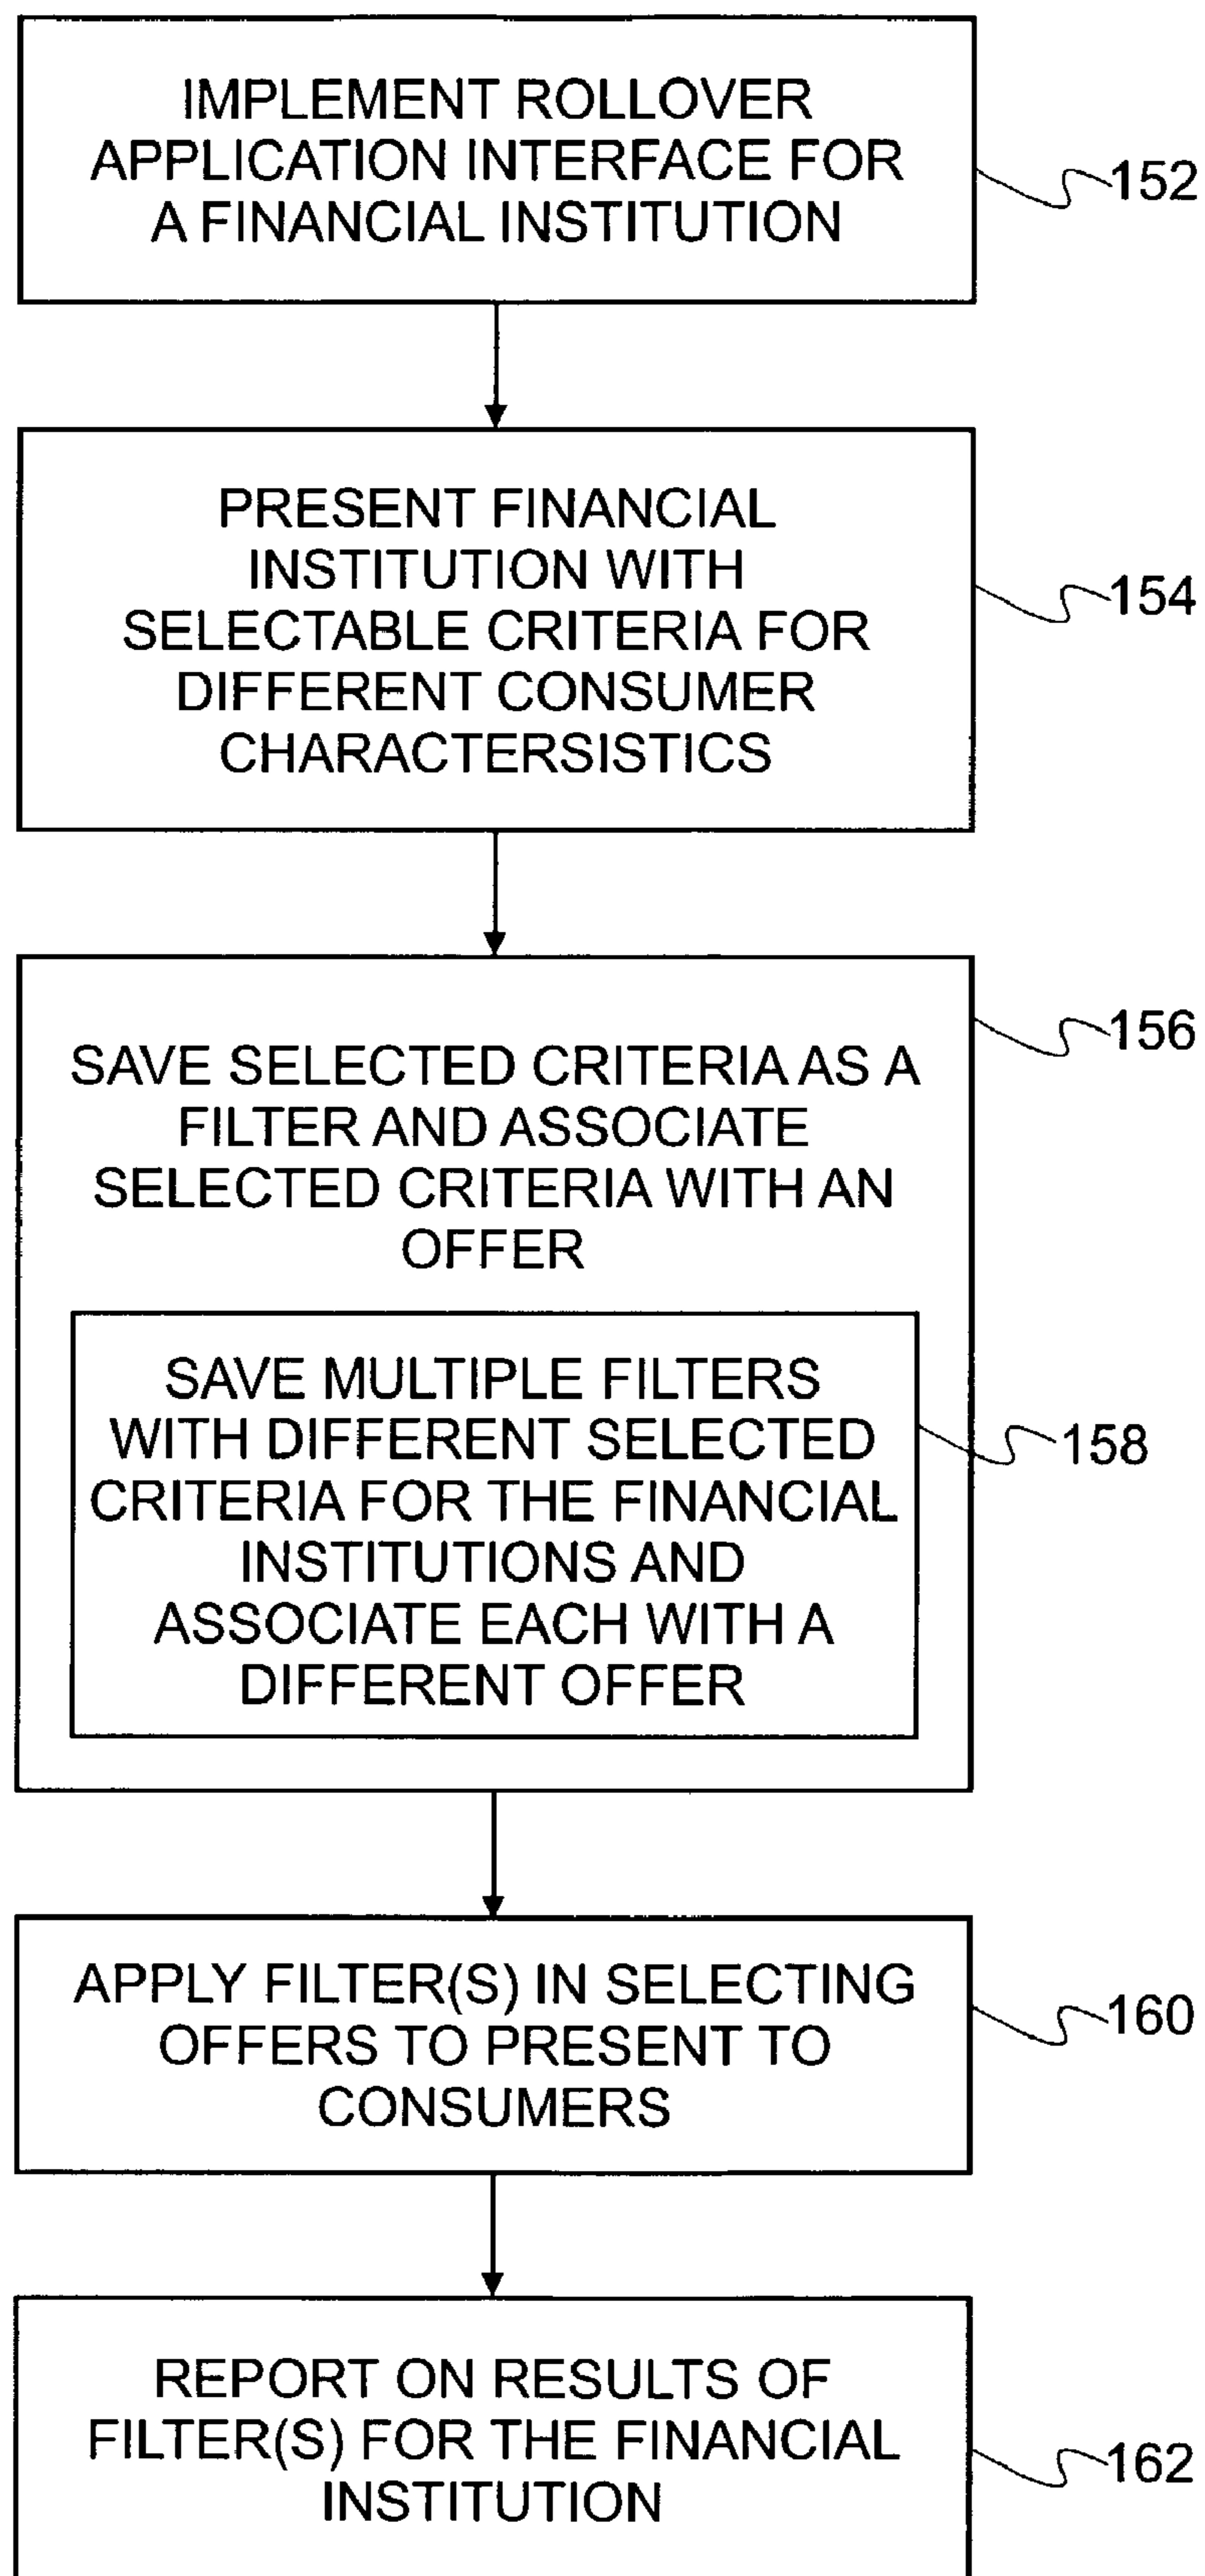 IMPLEMENT ROLLOVER
APPLICATION INTERFACE FOR
A FINANCIAL INSTITUTION
152
PRESENT FINANCIAL
INSTITUTION WITH
SELECTABLE CRITERIA FOR
DIFFERENT CONSUMER
CHARACTERSISTICS
154
156
SAVE SELECTED CRITERIA AS A
FILTER AND ASSOCIATE
SELECTED CRITERIA WITH AN
OFFER
SAVE MULTIPLE FILTERS
WITH DIFFERENT SELECTED
CRITERIA FOR THE FINANCIAL
INSTITUTIONS AND
ASSOCIATE EACH WITH A
DIFFERENT OFFER
158
APPLY FILTER(S) IN SELECTING
OFFERS TO PRESENT TO
CONSUMERS
160
REPORT ON RESULTS OF
FILTER(S) FOR THE FINANCIAL
INSTITUTION
162